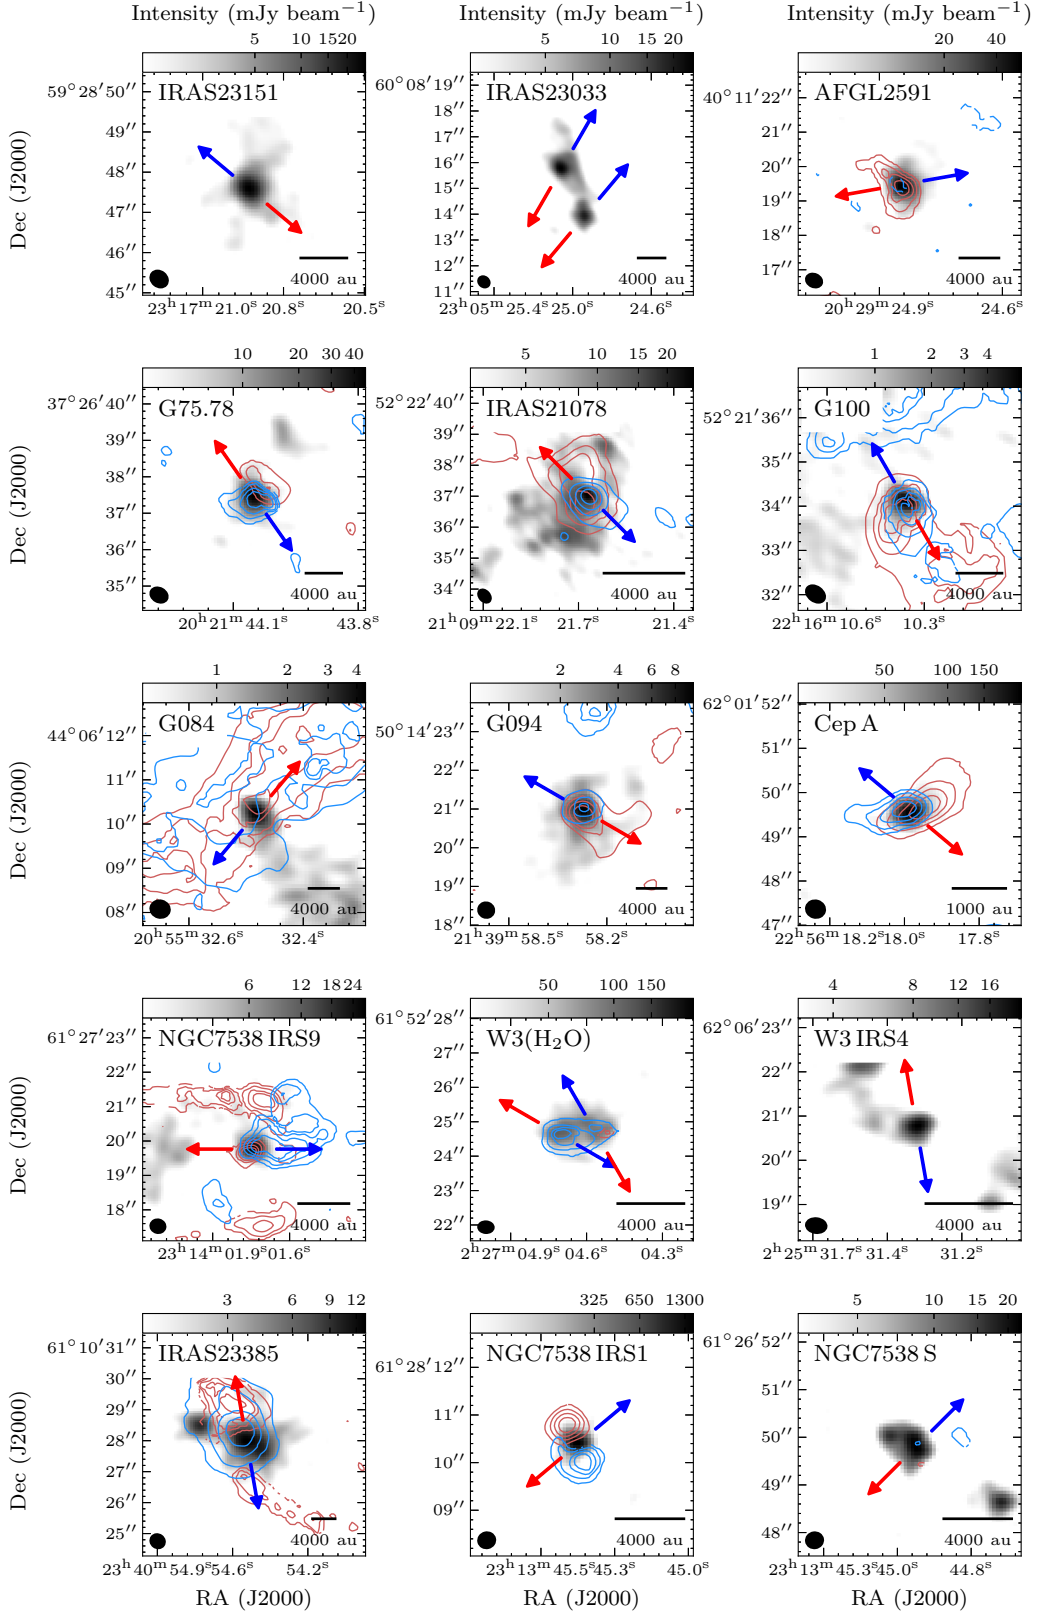 Intensity (mJy beam⁻¹) Intensity (mJy beam⁻¹) Intensity (mJy beam⁻¹)
5 10 15 20 5 10 15 20 20 40
IRAS23151 IRAS23033 AFGL2591
59°28′50″ 49″ 48″ 47″ 46″ 45″
60°08′19″ 18″ 17″ 16″ 15″ 14″ 13″ 12″ 11″
40°11′22″ 21″ 20″ 19″ 18″ 17″
Dec (J2000)
4000 au 4000 au 4000 au
23ʰ17ᵐ21.0ˢ 20.8ˢ 20.5ˢ 23ʰ05ᵐ25.4ˢ 25.0ˢ 24.6ˢ 20ʰ29ᵐ24.9ˢ 24.6ˢ
10 20 30 40 5 10 15 20 1 2 3 4
G75.78 IRAS21078 G100
37°26′40″ 39″ 38″ 37″ 36″ 35″
52°22′40″ 39″ 38″ 37″ 36″ 35″ 34″
52°21′36″ 35″ 34″ 33″ 32″
Dec (J2000)
4000 au 4000 au 4000 au
20ʰ21ᵐ44.1ˢ 43.8ˢ 21ʰ09ᵐ22.1ˢ 21.7ˢ 21.4ˢ 22ʰ16ᵐ10.6ˢ 10.3ˢ
1 2 3 4 2 4 6 8 50 100 150
G084 G094 Cep A
44°06′12″ 11″ 10″ 09″ 08″
50°14′23″ 22″ 21″ 20″ 19″ 18″
62°01′52″ 51″ 50″ 49″ 48″ 47″
Dec (J2000)
4000 au 4000 au 1000 au
20ʰ55ᵐ32.6ˢ 32.4ˢ 21ʰ39ᵐ58.5ˢ 58.2ˢ 22ʰ56ᵐ18.2ˢ18.0ˢ 17.8ˢ
6 12 18 24 50 100 150 4 8 12 16
NGC7538 IRS9 W3(H₂O) W3 IRS4
61°27′23″ 22″ 21″ 20″ 19″ 18″
61°52′28″ 27″ 26″ 25″ 24″ 23″ 22″
62°06′23″ 22″ 21″ 20″ 19″
Dec (J2000)
4000 au 4000 au 4000 au
23ʰ14ᵐ01.9ˢ01.6ˢ 2ʰ27ᵐ04.9ˢ 04.6ˢ 04.3ˢ 2ʰ25ᵐ31.7ˢ 31.4ˢ 31.2ˢ
3 6 9 12 325 650 1300 5 10 15 20
IRAS23385 NGC7538 IRS1 NGC7538 S
61°10′31″ 30″ 29″ 28″ 27″ 26″ 25″
61°28′12″ 11″ 10″ 09″
61°26′52″ 51″ 50″ 49″ 48″
Dec (J2000)
4000 au 4000 au 4000 au
23ʰ40ᵐ54.9ˢ54.6ˢ 54.2ˢ 23ʰ13ᵐ45.5ˢ45.3ˢ 45.0ˢ 23ʰ13ᵐ45.3ˢ45.0ˢ 44.8ˢ
RA (J2000) RA (J2000) RA (J2000)